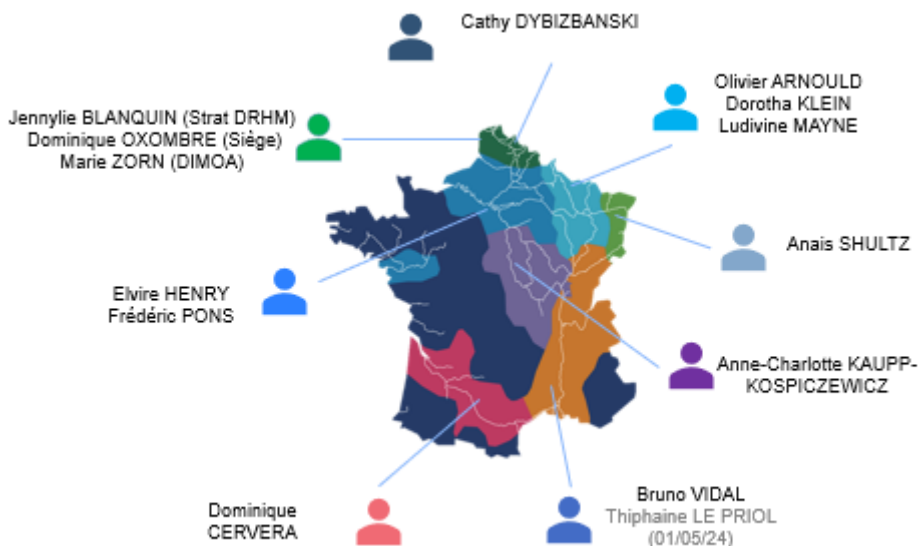 Cathy DYBIZBANSKI
Olivier ARNOULD
Dorotha KLEIN
Ludivine MAYNE
Jennylie BLANQUIN (Strat DRHM)
Dominique OXOMBRE (Siège)
Marie ZORN (DIMOA)
Anais SHULTZ
Elvire HENRY
Frédéric PONS
Anne-Charlotte KAUPP-
KOSPICZEWICZ
Dominique
CERVERA
Bruno VIDAL
Thiphaine LE PRIOL
(01/05/24)